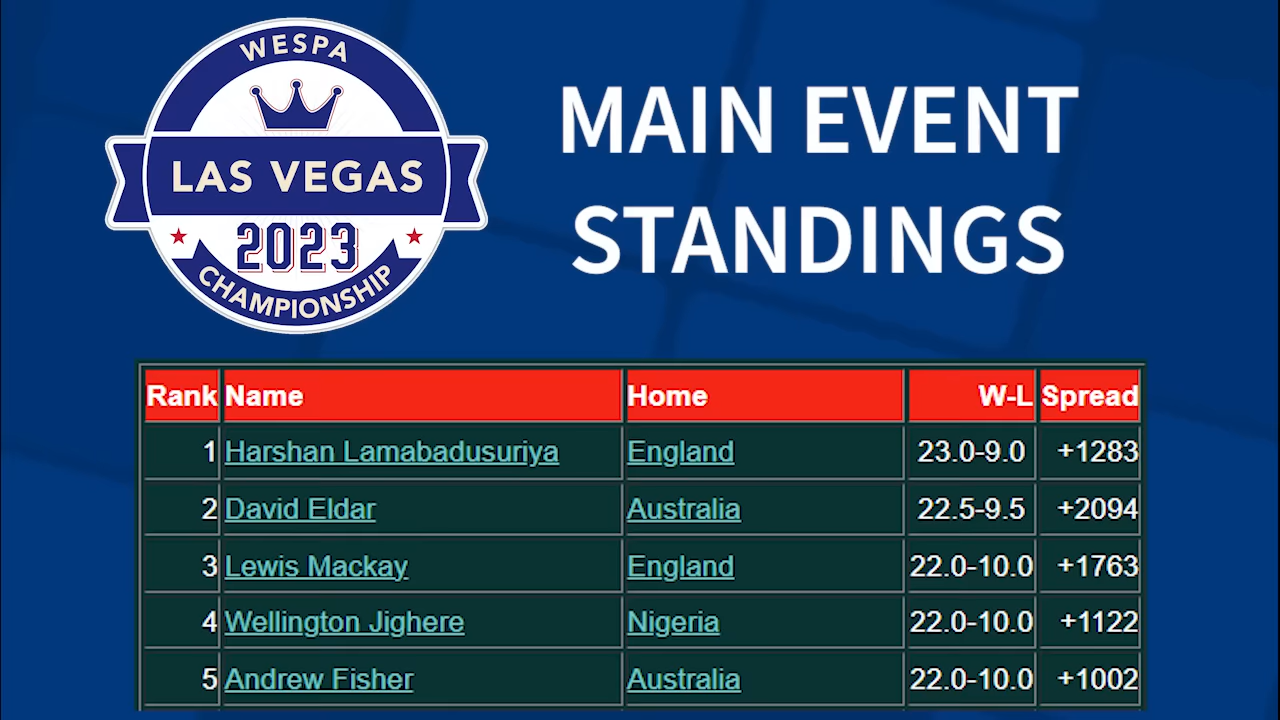 WESPA
LAS VEGAS
2023
CHAMPIONSHIP
MAIN EVENT
STANDINGS
Rank Name Home W-L Spread
1 Harshan Lamabadusuriya England 23.0-9.0 +1283
2 David Eldar Australia 22.5-9.5 +2094
3 Lewis Mackay England 22.0-10.0 +1763
4 Wellington Jighere Nigeria 22.0-10.0 +1122
5 Andrew Fisher Australia 22.0-10.0 +1002